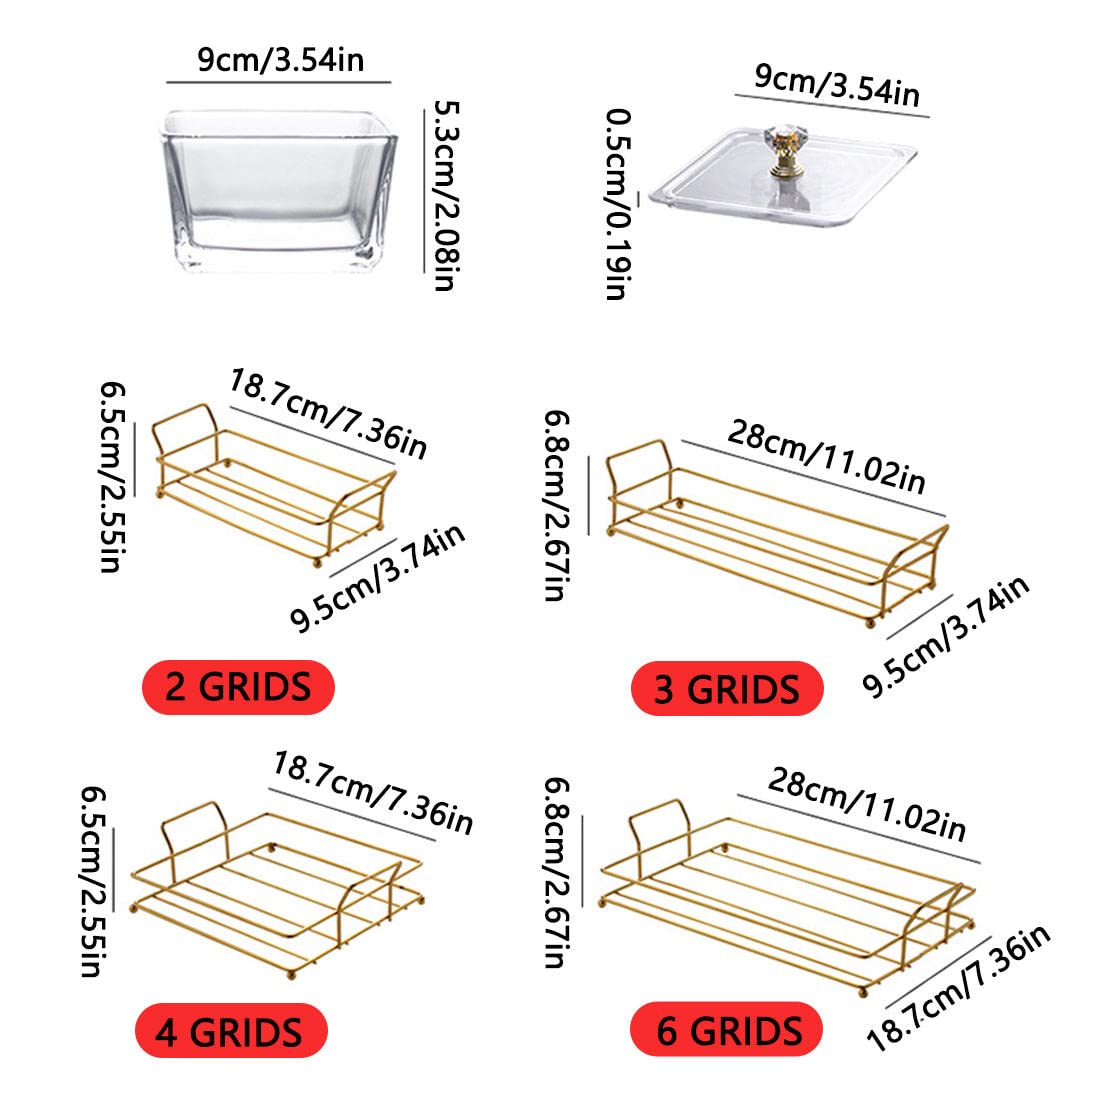 9cm/3.54in
5.3cm/2.08in
9cm/3.54in
0.5cm/0.19in
18.7cm/7.36in
6.5cm/2.55in
9.5cm/3.74in
2 GRIDS
28cm/11.02in
6.8cm/2.67in
9.5cm/3.74in
3 GRIDS
18.7cm/7.36in
6.5cm/2.55in
4 GRIDS
28cm/11.02in
6.8cm/2.67in
18.7cm/7.36in
6 GRIDS